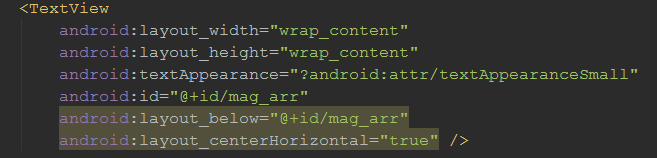 <TextView
android:layout_width="wrap_content"
android:layout_height="wrap_content"
android:textAppearance="?android:attr/textAppearanceSmall"
android:id="@+id/mag_arr"
android:layout_below="@+id/mag_arr"
android:layout_centerHorizontal="true" />